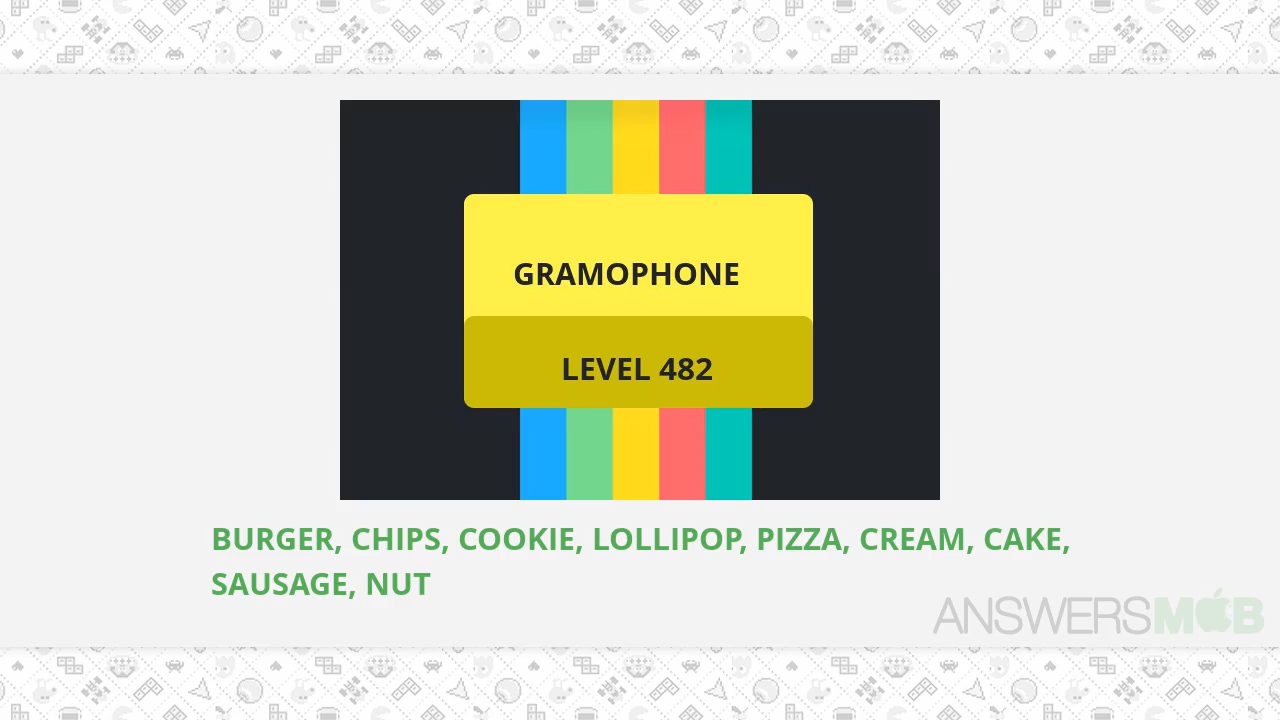 GRAMOPHONE
LEVEL 482
BURGER, CHIPS, COOKIE, LOLLIPOP, PIZZA, CREAM, CAKE,
SAUSAGE, NUT
ANSWERSMOB